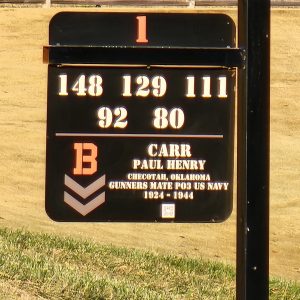 1
148 129 111
92 80
B
CARR
PAUL HENRY
CHECOTAH, OKLAHOMA
GUNNERS MATE PO3 US NAVY
1924 - 1944